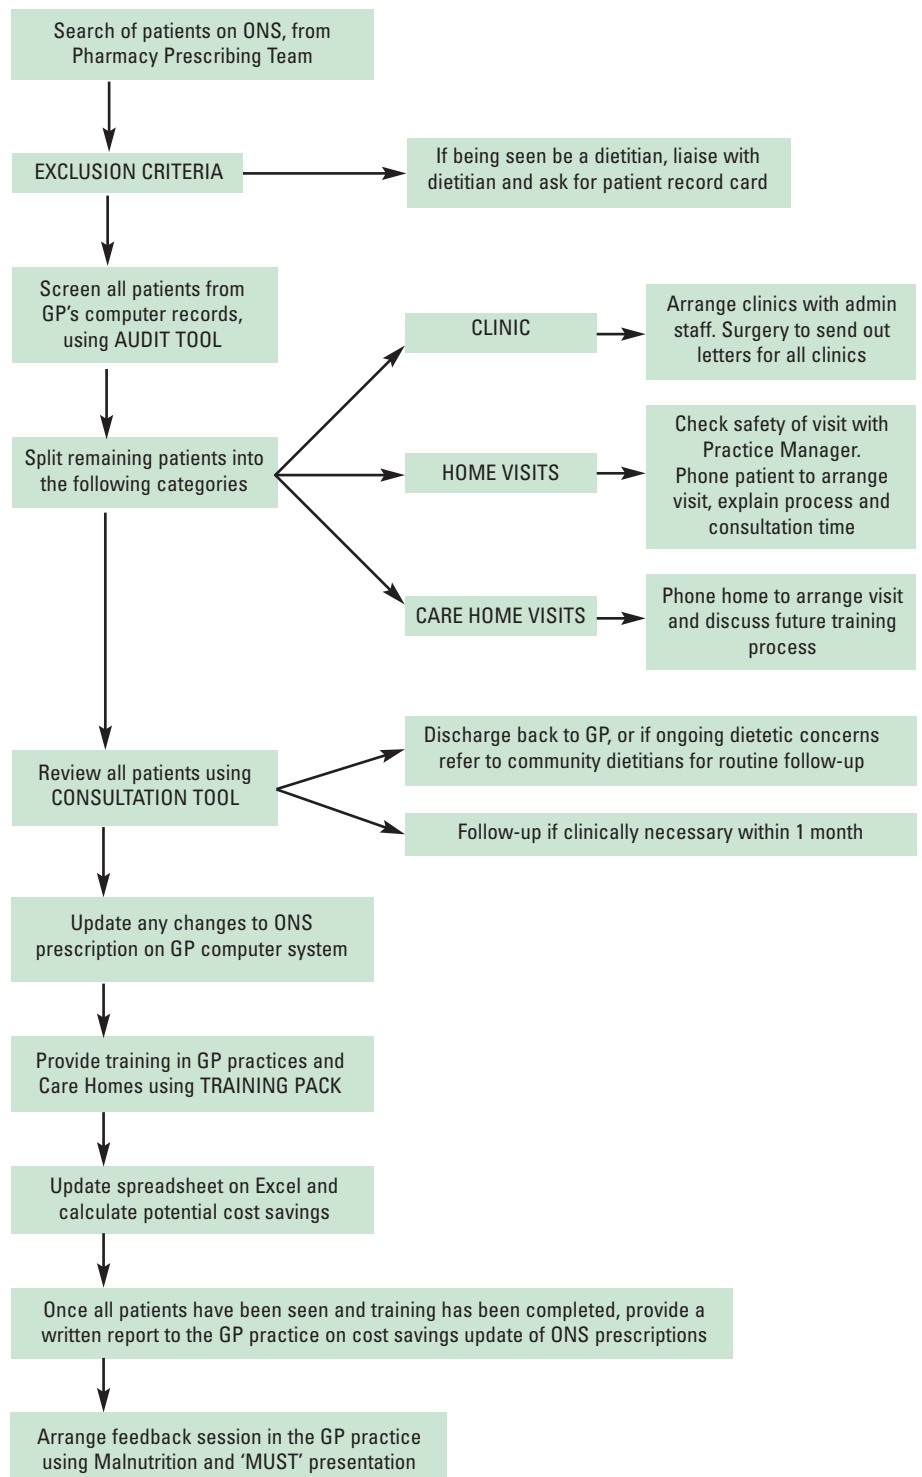 Search of patients on ONS, from
Pharmacy Prescribing Team
EXCLUSION CRITERIA
If being seen be a dietitian, liaise with
dietitian and ask for patient record card
Screen all patients from
GP's computer records,
using AUDIT TOOL
CLINIC
Arrange clinics with admin
staff. Surgery to send out
letters for all clinics
Split remaining patients into
the following categories
HOME VISITS
Check safety of visit with
Practice Manager.
Phone patient to arrange
visit, explain process and
consultation time
CARE HOME VISITS
Phone home to arrange visit
and discuss future training
process
Review all patients using
CONSULTATION TOOL
Discharge back to GP, or if ongoing dietetic concerns
refer to community dietitians for routine follow-up
Follow-up if clinically necessary within 1 month
Update any changes to ONS
prescription on GP computer system
Provide training in GP practices and
Care Homes using TRAINING PACK
Update spreadsheet on Excel and
calculate potential cost savings
Once all patients have been seen and training has been completed, provide a
written report to the GP practice on cost savings update of ONS prescriptions
Arrange feedback session in the GP practice
using Malnutrition and 'MUST' presentation